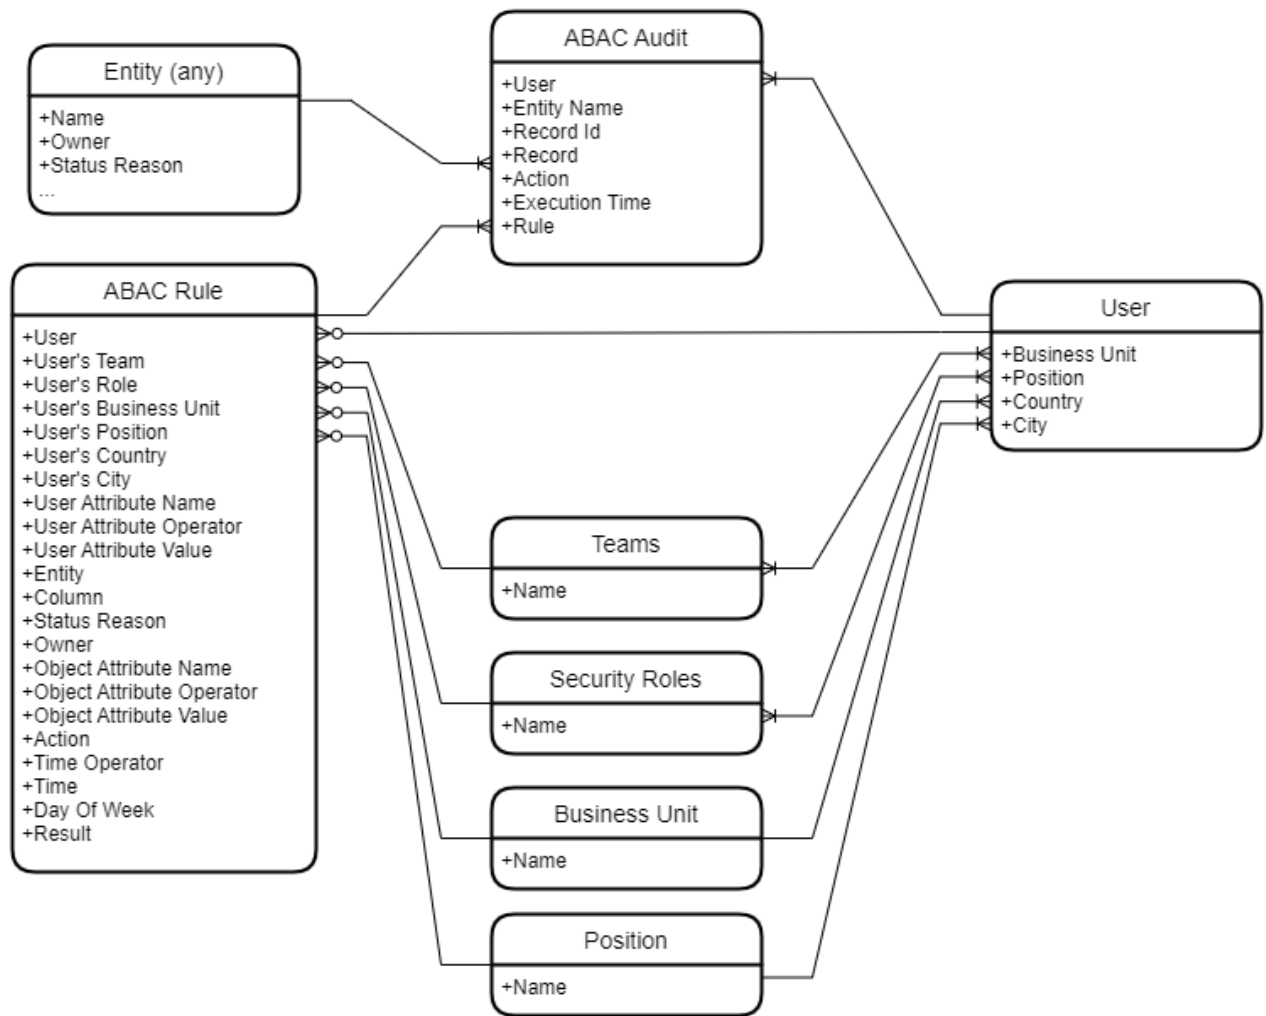 Entity (any)
+Name
+Owner
+Status Reason
...
ABAC Audit
+User
+Entity Name
+Record Id
+Record
+Action
+Execution Time
+Rule
ABAC Rule
+User
+User's Team
+User's Role
+User's Business Unit
+User's Position
+User's Country
+User's City
+User Attribute Name
+User Attribute Operator
+User Attribute Value
+Entity
+Column
+Status Reason
+Owner
+Object Attribute Name
+Object Attribute Operator
+Object Attribute Value
+Action
+Time Operator
+Time
+Day Of Week
+Result
User
+Business Unit
+Position
+Country
+City
Teams
+Name
Security Roles
+Name
Business Unit
+Name
Position
+Name